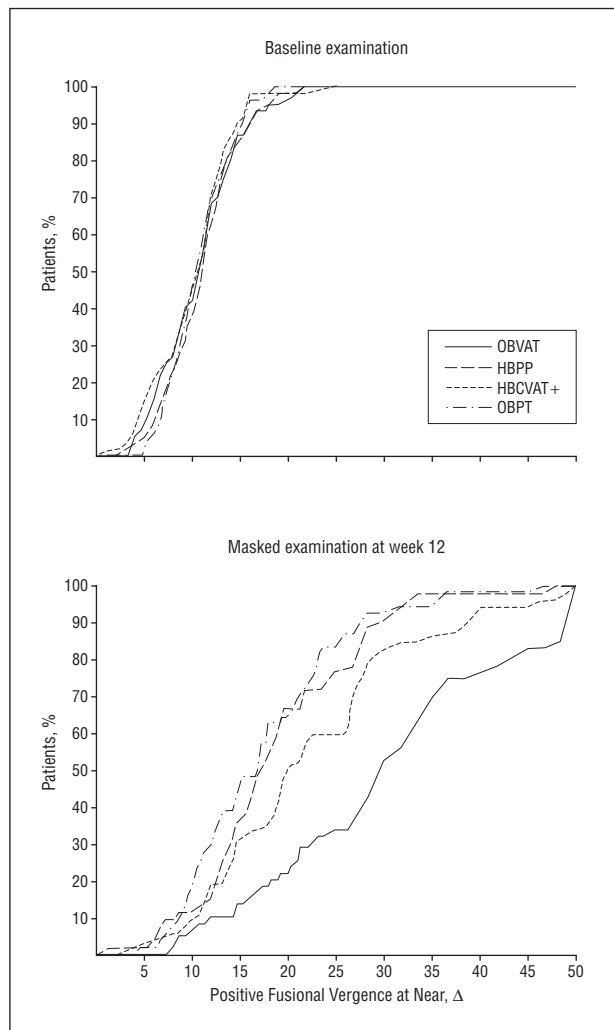 Baseline examination
100
90
80
70
60
50
40
30
20
10
Patients, %
OBVAT
HBPP
HBCVAT+
OBPT
Masked examination at week 12
100
90
80
70
60
50
40
30
20
10
Patients, %
5 10 15 20 25 30 35 40 45 50
Positive Fusional Vergence at Near, Δ